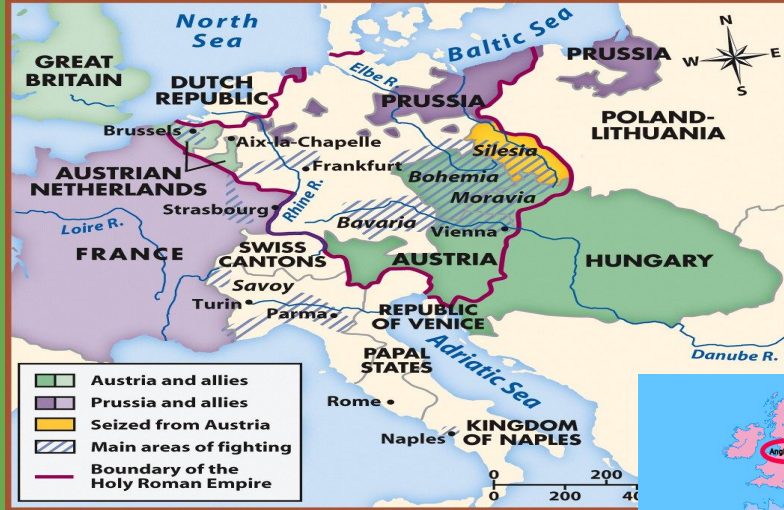 North
Sea
Baltic Sea
N
W
E
S
GREAT
BRITAIN
DUTCH
REPUBLIC
Elbe R.
PRUSSIA
PRUSSIA
POLAND-
LITHUANIA
Brussels
Aix-la-Chapelle
Silesia
Frankfurt
Bohemia
AUSTRIAN
NETHERLANDS
Rhine R.
Moravia
Strasbourg
Bavaria
Loire R.
Vienna
FRANCE
SWISS
CANTONS
AUSTRIA
HUNGARY
Savoy
Turin
Parma
REPUBLIC
OF VENICE
Adriatic Sea
Danube R.
PAPAL
STATES
Rome
Naples
KINGDOM
OF NAPLES
Austria and allies
Prussia and allies
Seized from Austria
Main areas of fighting
Boundary of the
Holy Roman Empire
0 200
0 200